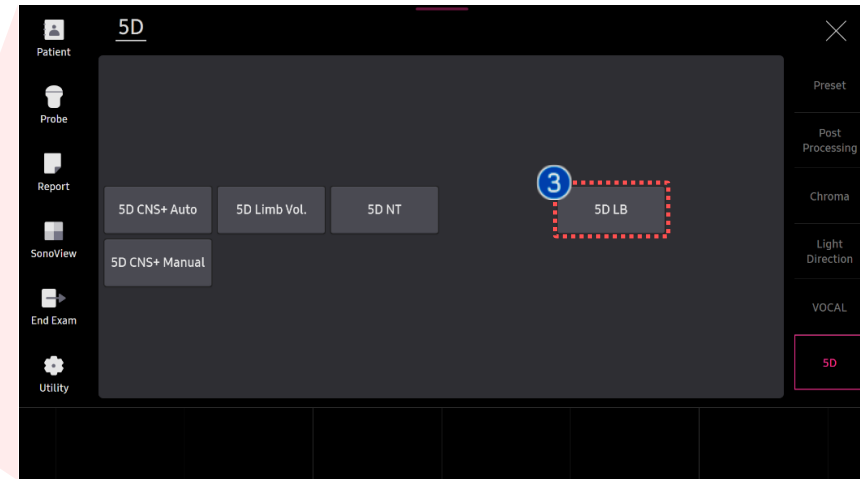 5D
Patient
Probe
Report
SonoView
End Exam
Utility
3
5D CNS+ Auto
5D Limb Vol.
5D NT
5D LB
5D CNS+ Manual
Preset
Post
Processing
Chroma
Light
Direction
VOCAL
5D